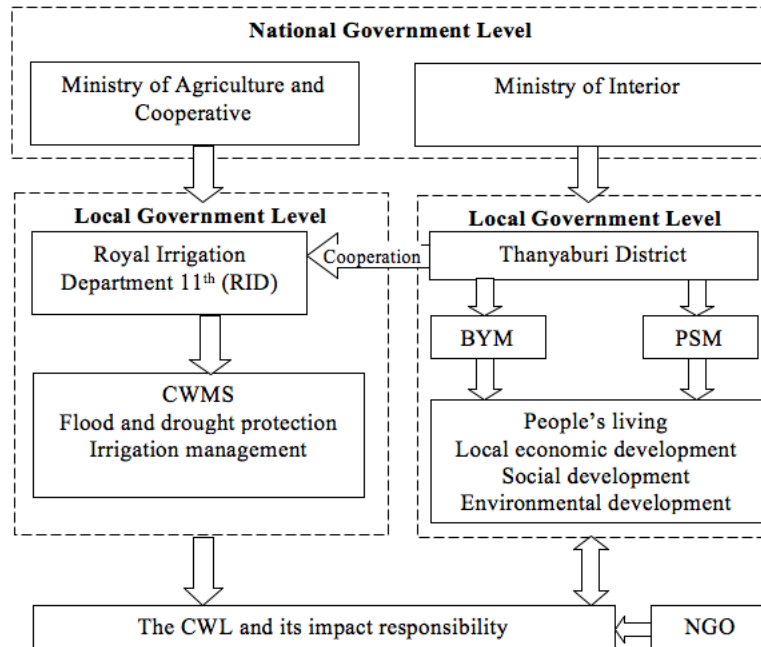 National Government Level
Ministry of Agriculture and
Cooperative
Ministry of Interior
Local Government Level
Royal Irrigation
Department 11th (RID)
Cooperation
CWMS
Flood and drought protection
Irrigation management
Local Government Level
Thanyaburi District
BYM
PSM
People's living
Local economic development
Social development
Environmental development
The CWL and its impact responsibility
NGO